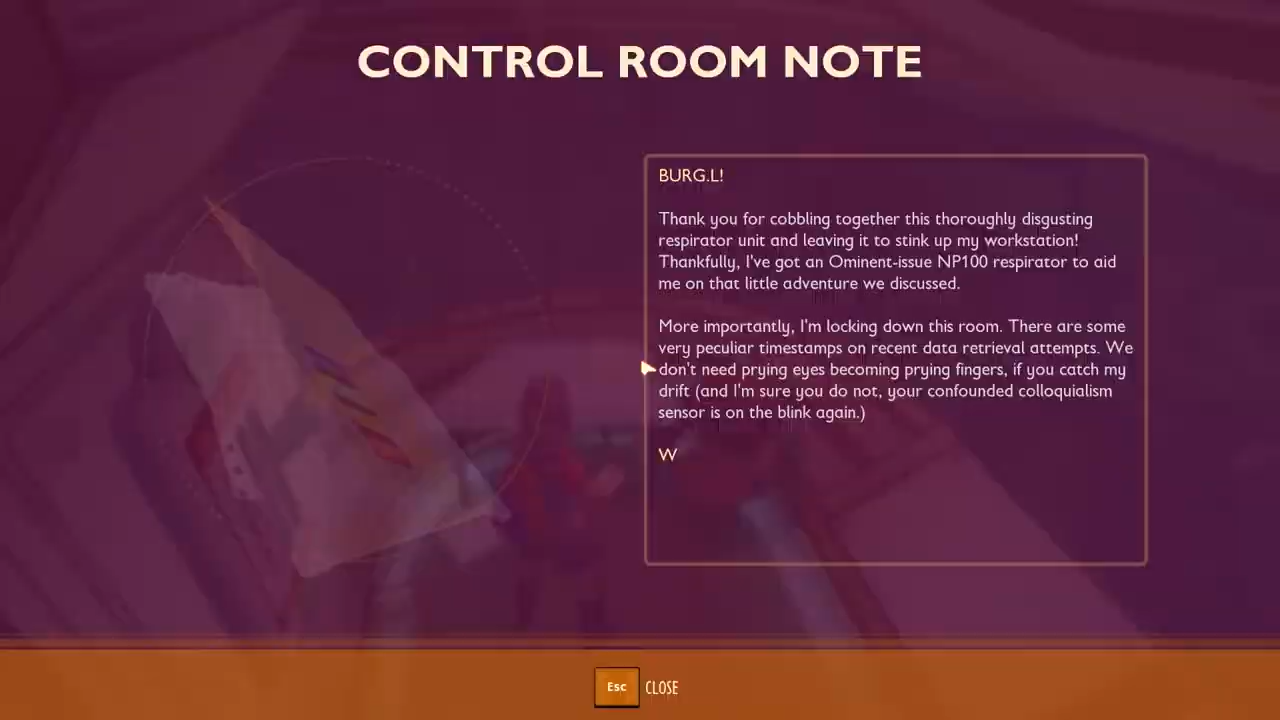 CONTROL ROOM NOTE
BURG.L!
Thank you for cobbling together this thoroughly disgusting
respirator unit and leaving it to stink up my workstation!
Thankfully, I've got an Ominent-issue NP100 respirator to aid
me on that little adventure we discussed.
More importantly, I'm locking down this room. There are some
very peculiar timestamps on recent data retrieval attempts. We
don't need prying eyes becoming prying fingers, if you catch my
drift (and I'm sure you do not, your confounded colloquialism
sensor is on the blink again.)
W
Esc CLOSE